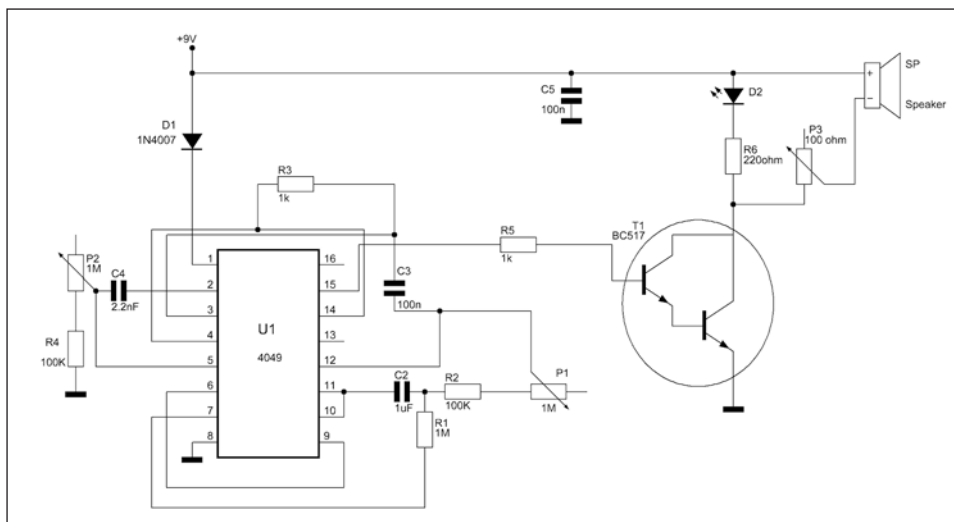 +9V
SP
Speaker
C5
100n
D2
D1
1N4007
P3
100 ohm
R6
220ohm
R3
1k
T1
BC517
R5
1k
P2
1M
C4
2.2nF
C3
100n
R4
100K
U1
4049
1
2
3
4
5
6
7
8
16
15
14
13
12
11
10
9
C2
1uF
R2
100K
P1
1M
R1
1M
+
−